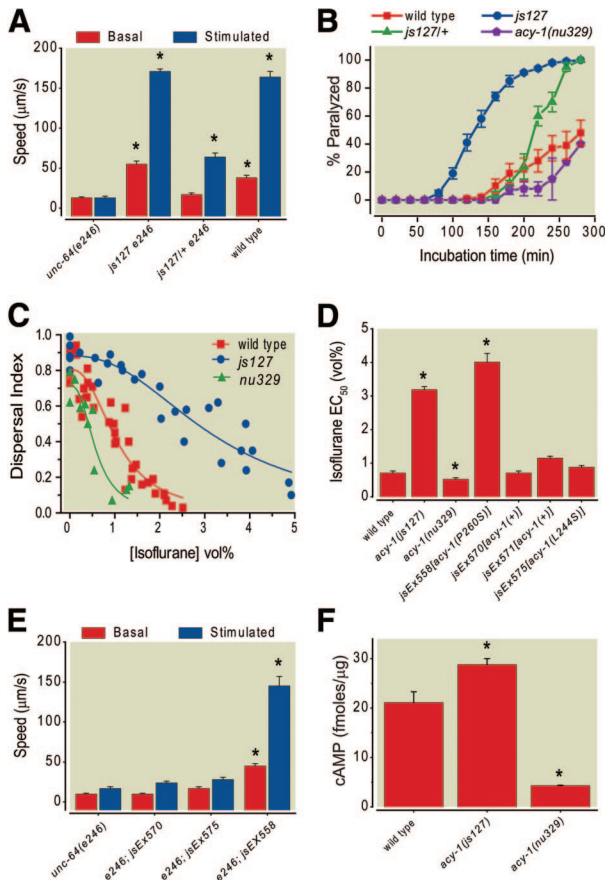 A
Basal
Stimulated
Speed (μm/s)
200
150
100
50
0
*
*
*
*
*
unc-64(e246)
js127 e246
js127/+ e246
wild type
B
wild type
js127
js127/+
acy-1(nu329)
% Paralyzed
100
80
60
40
20
0
0
50
100
150
200
250
300
Incubation time (min)
C
wild type
js127
nu329
Dispersal Index
1.0
0.8
0.6
0.4
0.2
0.0
0
1
2
3
4
5
[Isoflurane] vol%
D
Isoflurane EC50 (vol%)
5
4
3
2
1
0
*
*
*
wild type
acy-1(js127)
acy-1(nu329)
jsEx558[acy-1(P260S)]
jsEx570[acy-1(+)]
jsEx571[acy-1(+)]
jsEx575[acy-1(L244S)]
E
Basal
Stimulated
Speed (μm/s)
200
150
100
50
0
*
*
unc-64(e246)
e246; jsEx570
e246; jsEx575
e246; jsEX558
F
cAMP (fmoles/μg)
40
30
20
10
0
*
*
wild type
acy-1(js127)
acy-1(nu329)